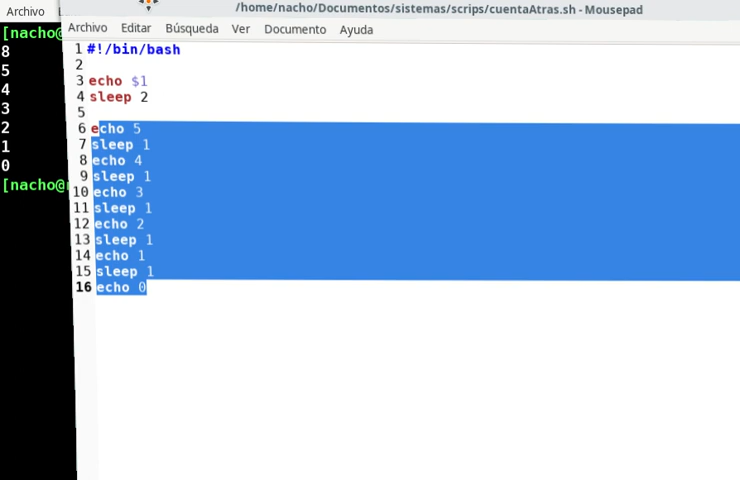 /home/nacho/Documentos/sistemas/scrips/cuentaAtras.sh - Mousepad
Archivo
Archivo Editar Búsqueda Ver Documento Ayuda
[nacho@
8
5
4
3
2
1
0
[nacho@
1 #!/bin/bash
2
3 echo $1
4 sleep 2
5
6 echo 5
7 sleep 1
8 echo 4
9 sleep 1
10 echo 3
11 sleep 1
12 echo 2
13 sleep 1
14 echo 1
15 sleep 1
16 echo 0